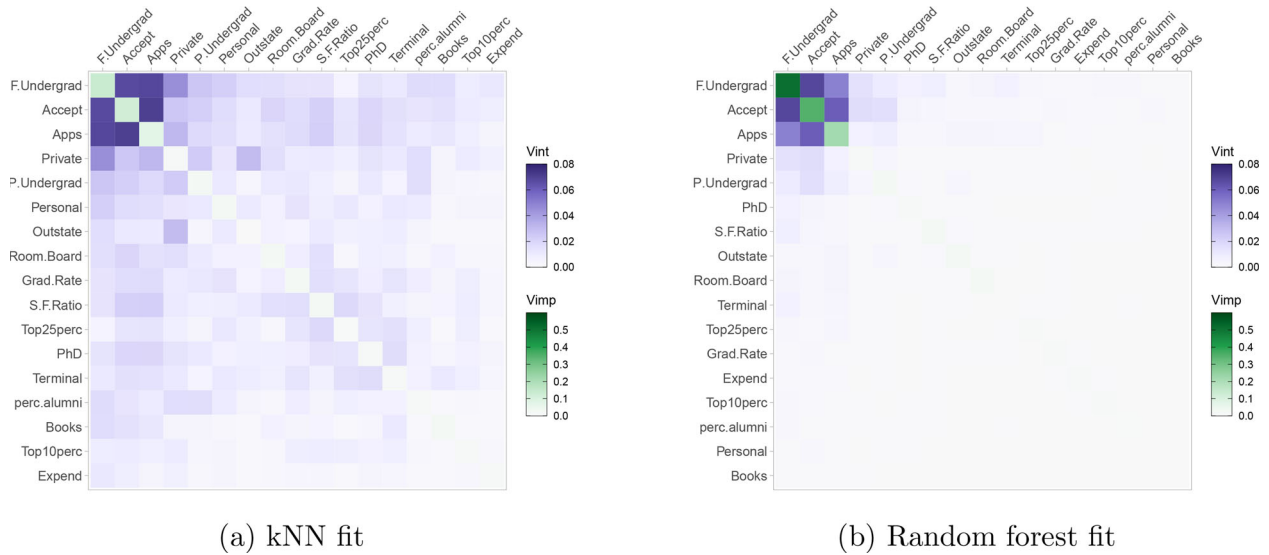 F.Undergrad
Accept
Apps
Private
P.Undergrad
Personal
Outstate
Room.Board
Grad.Rate
S.F.Ratio
Top25perc
PhD
Terminal
perc.alumni
Books
Top10perc
Expend
F.Undergrad
Accept
Apps
Private
P.Undergrad
Personal
Outstate
Room.Board
Grad.Rate
S.F.Ratio
Top25perc
PhD
Terminal
perc.alumni
Books
Top10perc
Expend
Vint
0.08
0.06
0.04
0.02
0.00
Vimp
0.5
0.4
0.3
0.2
0.1
0.0
(a) kNN fit
F.Undergrad
Accept
Apps
Private
P.Undergrad
PhD
S.F.Ratio
Outstate
Room.Board
Terminal
Top25perc
Grad.Rate
Expend
Top10perc
perc.alumni
Personal
Books
F.Undergrad
Accept
Apps
Private
P.Undergrad
PhD
S.F.Ratio
Outstate
Room.Board
Terminal
Top25perc
Grad.Rate
Expend
Top10perc
perc.alumni
Personal
Books
Vint
0.08
0.06
0.04
0.02
0.00
Vimp
0.5
0.4
0.3
0.2
0.1
0.0
(b) Random forest fit